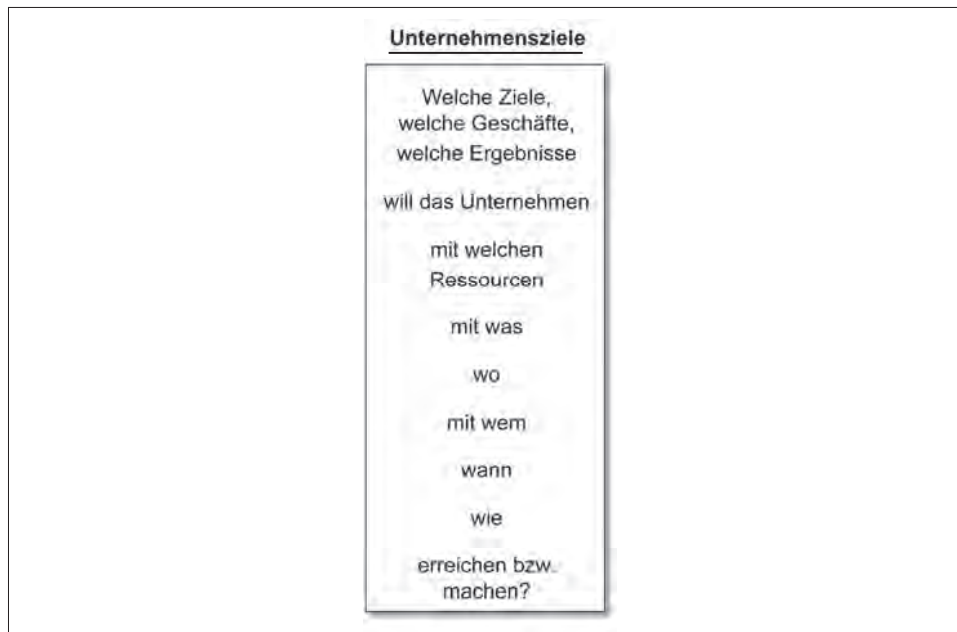 Unternehmensziele
Welche Ziele,
welche Geschäfte,
welche Ergebnisse
will das Unternehmen
mit welchen
Ressourcen
mit was
wo
mit wem
wann
wie
erreichen bzw.
machen?